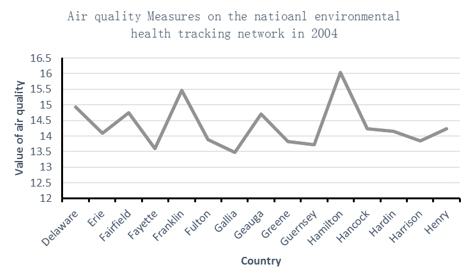 Air quality Measures on the natioanl environmental
health tracking network in 2004
16.5
16
15.5
15
14.5
14
13.5
13
12.5
12
Value of air quality
Delaware
Erie
Fairfield
Fayette
Franklin
Fulton
Gallia
Geauga
Greene
Guernsey
Hamilton
Hancock
Hardin
Harrison
Henry
Country